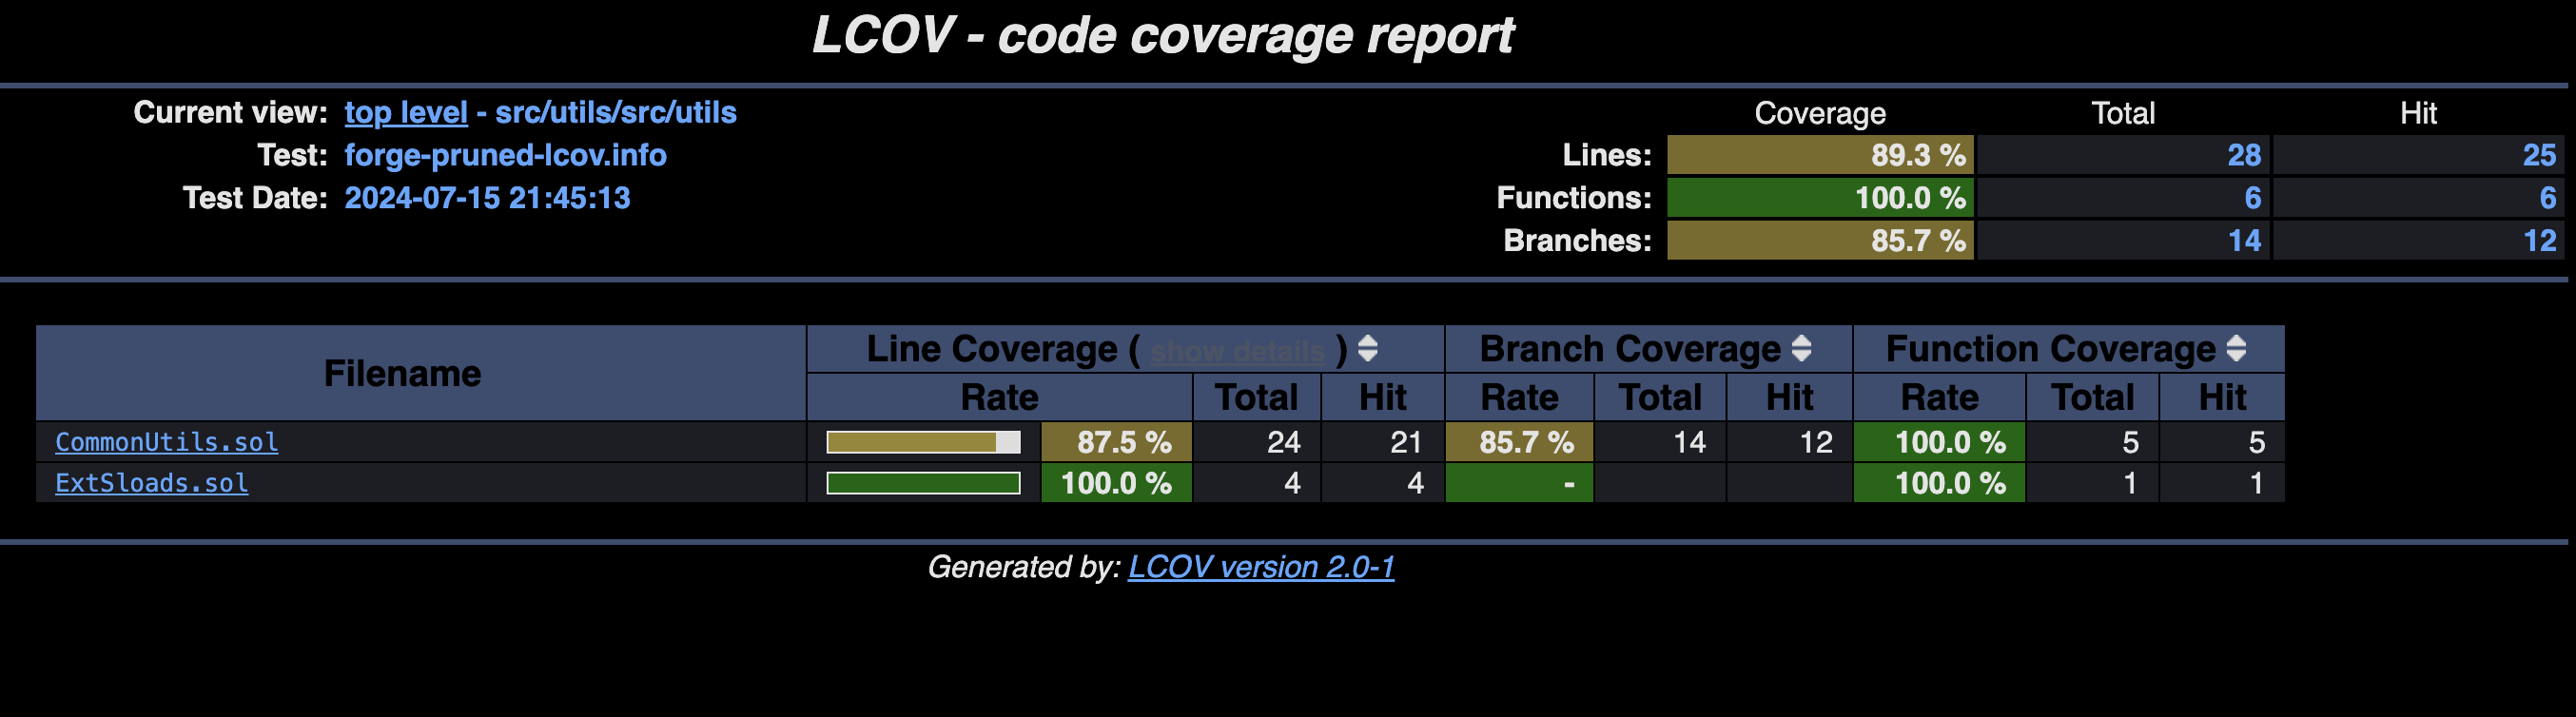 LCOV - code coverage report
Current view: top level - src/utils/src/utils
Coverage Total Hit
Test: forge-pruned-lcov.info
Lines: 89.3 % 28 25
Test Date: 2024-07-15 21:45:13
Functions: 100.0 % 6 6
Branches: 85.7 % 14 12
Filename
Line Coverage ( show details )
Branch Coverage
Function Coverage
Rate Total Hit Rate Total Hit Rate Total Hit
CommonUtils.sol 87.5 % 24 21 85.7 % 14 12 100.0 % 5 5
ExtSloads.sol 100.0 % 4 4 - 100.0 % 1 1
Generated by: LCOV version 2.0-1